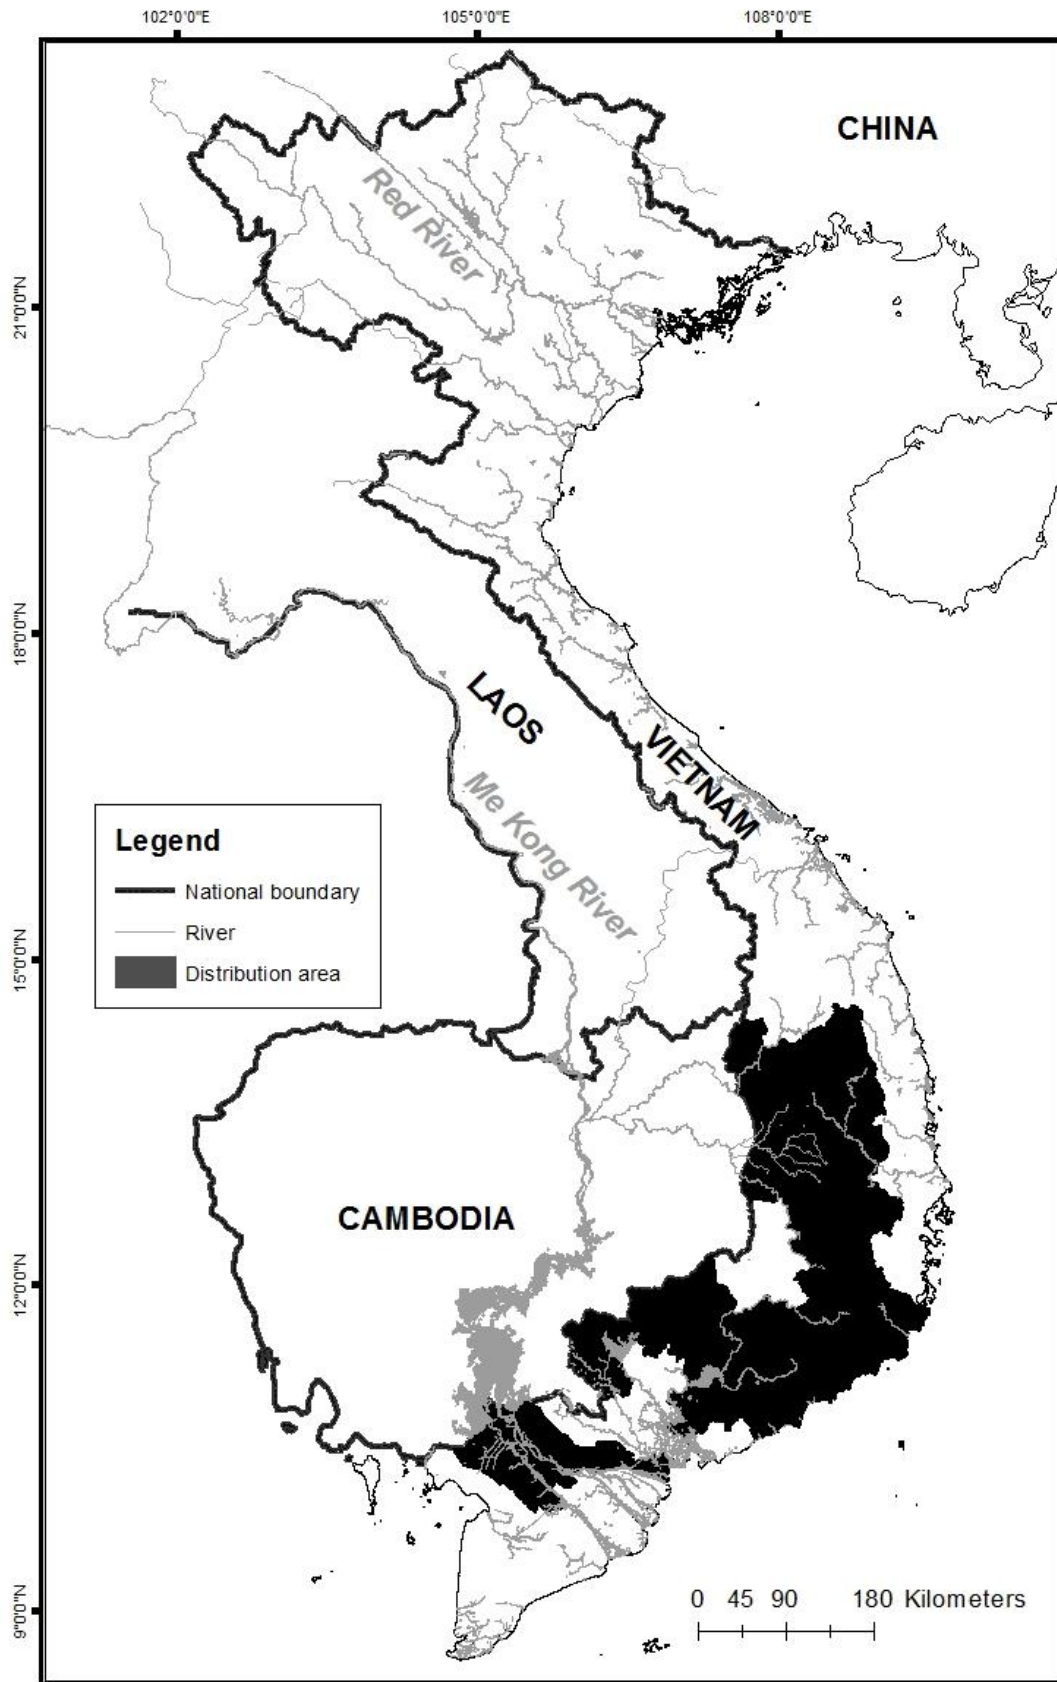 102°0'0"E 105°0'0"E 108°0'0"E
CHINA
Red River
21°0'0"N
18°0'0"N
LAOS
VIETNAM
Me Kong River
Legend
National boundary
River
Distribution area
15°0'0"N
CAMBODIA
12°0'0"N
9°0'0"N
0 45 90 180 Kilometers